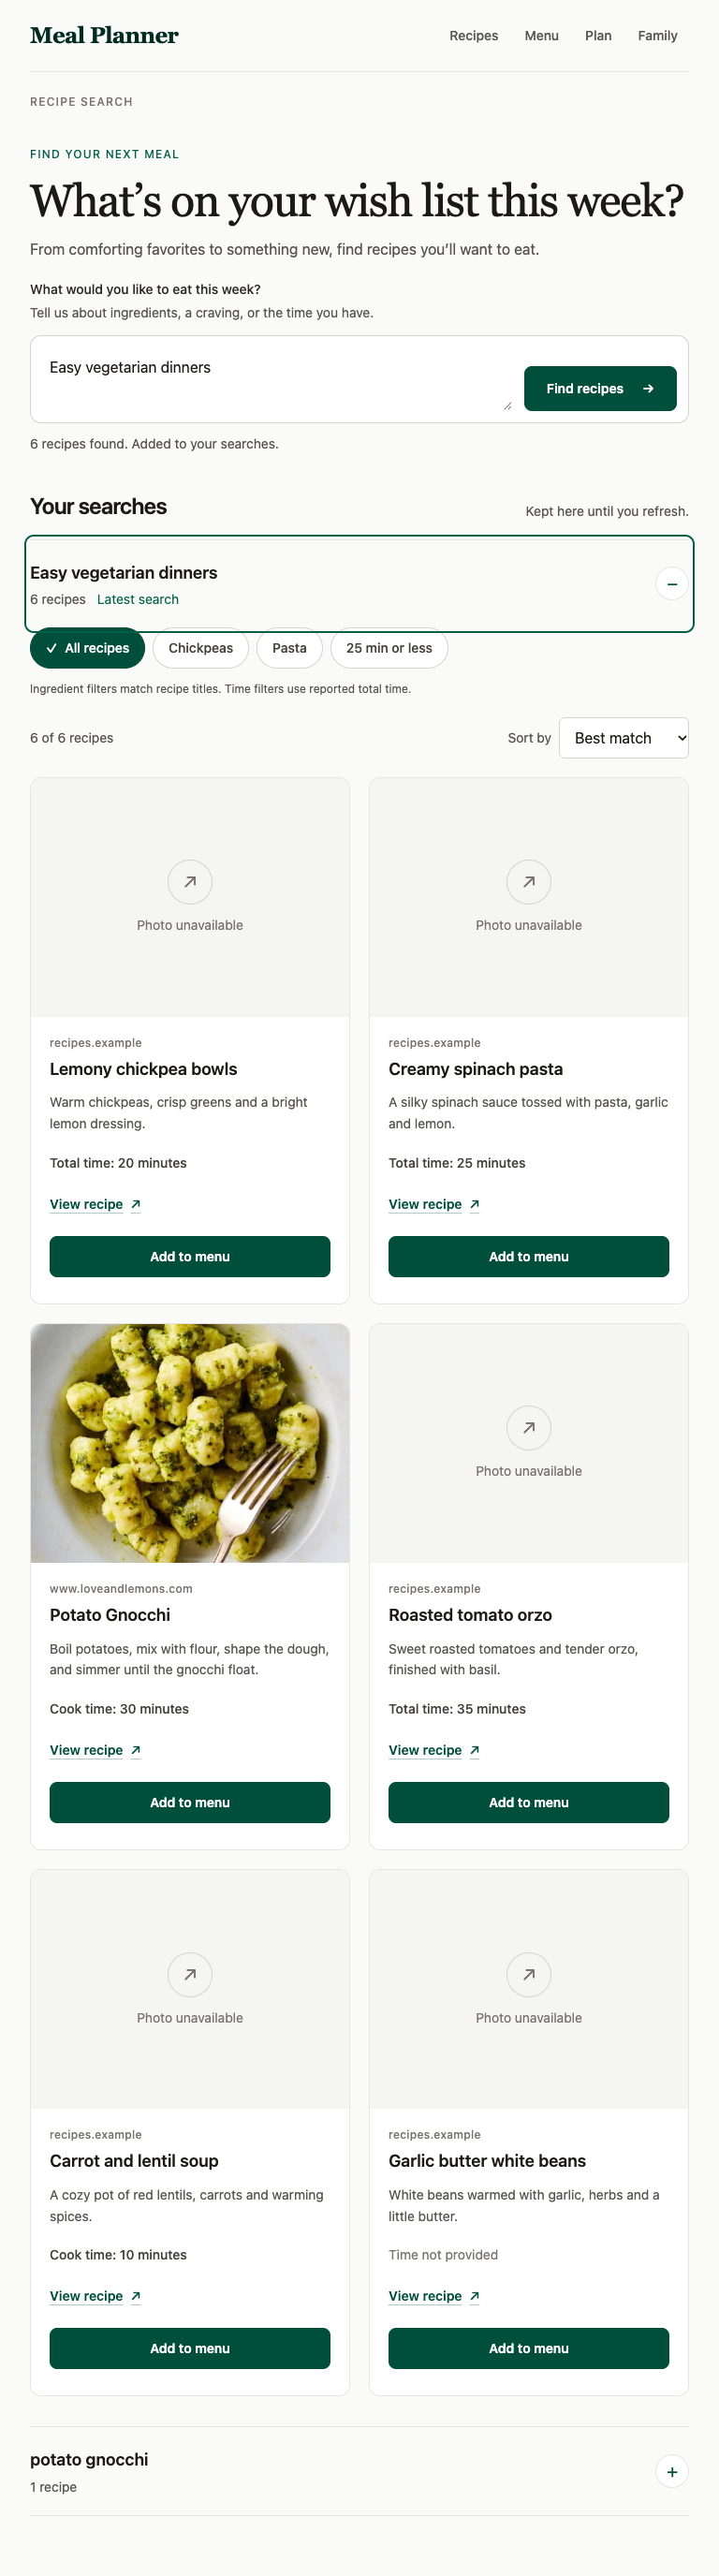 Meal Planner
Recipes Menu Plan Family
RECIPE SEARCH
FIND YOUR NEXT MEAL
What’s on your wish list this week?
From comforting favorites to something new, find recipes you’ll want to eat.
What would you like to eat this week?
Tell us about ingredients, a craving, or the time you have.
Easy vegetarian dinners
Find recipes →
6 recipes found. Added to your searches.
Your searches
Kept here until you refresh.
Easy vegetarian dinners
6 recipes Latest search
−
✓ All recipes Chickpeas Pasta 25 min or less
Ingredient filters match recipe titles. Time filters use reported total time.
6 of 6 recipes
Sort by Best match
↗
Photo unavailable
recipes.example
Lemony chickpea bowls
Warm chickpeas, crisp greens and a bright
lemon dressing.
Total time: 20 minutes
View recipe ↗
Add to menu
↗
Photo unavailable
recipes.example
Creamy spinach pasta
A silky spinach sauce tossed with pasta, garlic
and lemon.
Total time: 25 minutes
View recipe ↗
Add to menu
www.loveandlemons.com
Potato Gnocchi
Boil potatoes, mix with flour, shape the dough,
and simmer until the gnocchi float.
Cook time: 30 minutes
View recipe ↗
Add to menu
↗
Photo unavailable
recipes.example
Roasted tomato orzo
Sweet roasted tomatoes and tender orzo,
finished with basil.
Total time: 35 minutes
View recipe ↗
Add to menu
↗
Photo unavailable
recipes.example
Carrot and lentil soup
A cozy pot of red lentils, carrots and warming
spices.
Cook time: 10 minutes
View recipe ↗
Add to menu
↗
Photo unavailable
recipes.example
Garlic butter white beans
White beans warmed with garlic, herbs and a
little butter.
Time not provided
View recipe ↗
Add to menu
potato gnocchi
1 recipe
+